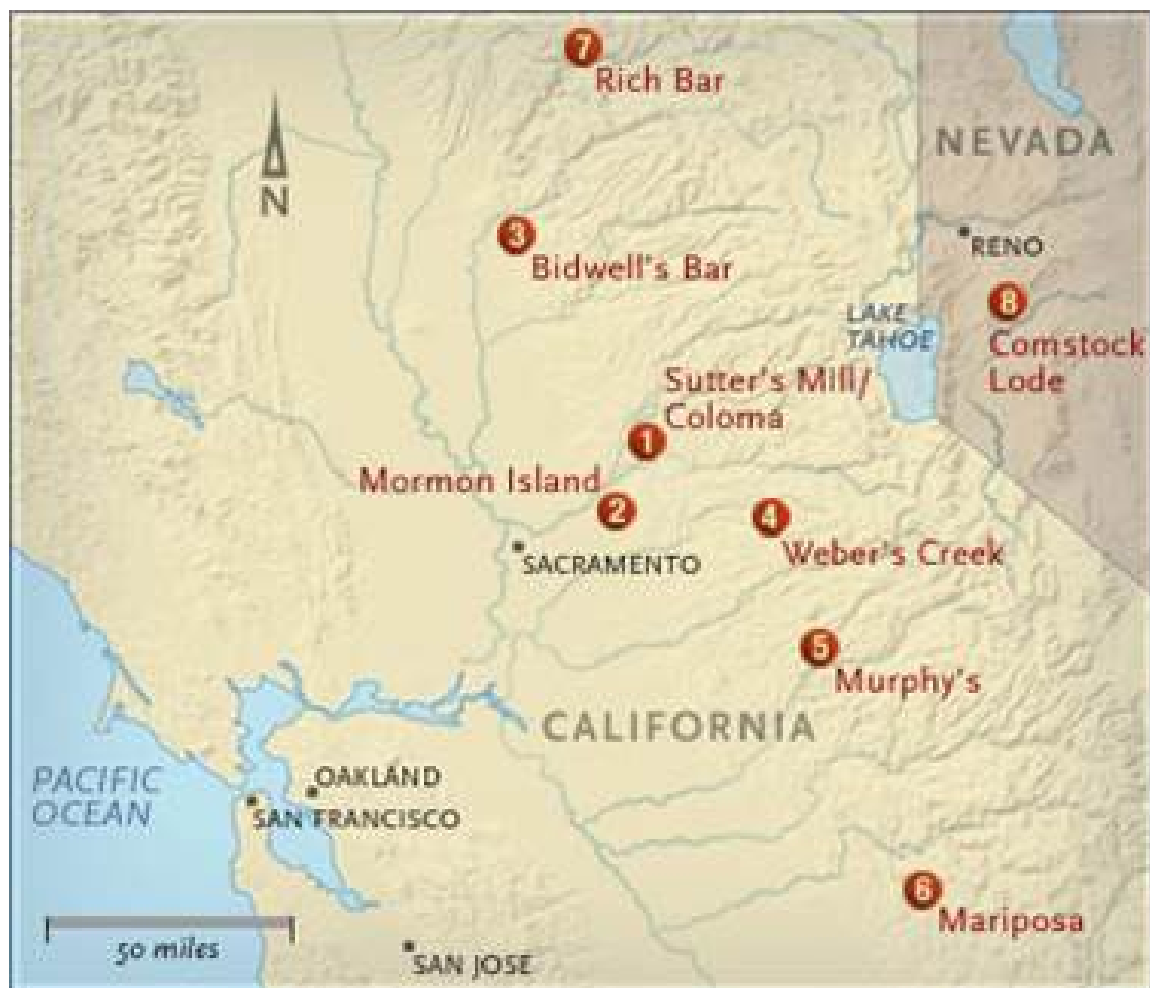 7
Rich Bar
N
NEVADA
3
Bidwell's Bar
RENO
8
Comstock
Lode
LAKE
TAHOE
Sutter's Mill/
Coloma
1
Mormon Island
2
4
Weber's Creek
SACRAMENTO
5
Murphy's
CALIFORNIA
PACIFIC
OCEAN
OAKLAND
SAN FRANCISCO
6
Mariposa
50 miles
SAN JOSE